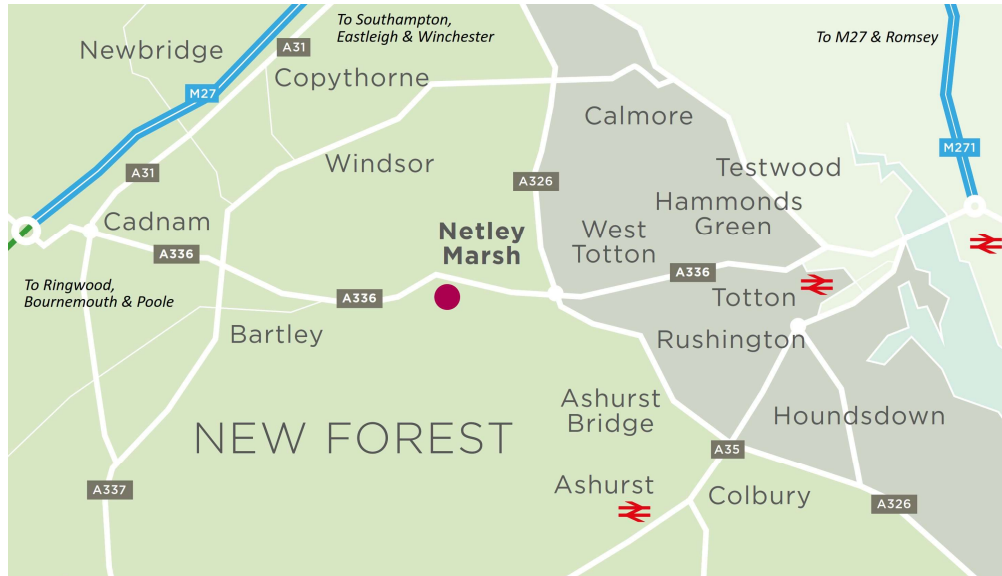 To Southampton,
Eastleigh & Winchester
To M27 & Romsey
Newbridge
A31
Copythorne
M27
Calmore
M271
Windsor
Testwood
A31
A326
Hammonds
Green
Cadnam
Netley
Marsh
West
Totton
A336
A336
To Ringwood,
Bournemouth & Poole
A336
Totton
Bartley
Rushington
Ashurst
Bridge
Houndsdown
NEW FOREST
A35
A337
Ashurst
Colbury
A326